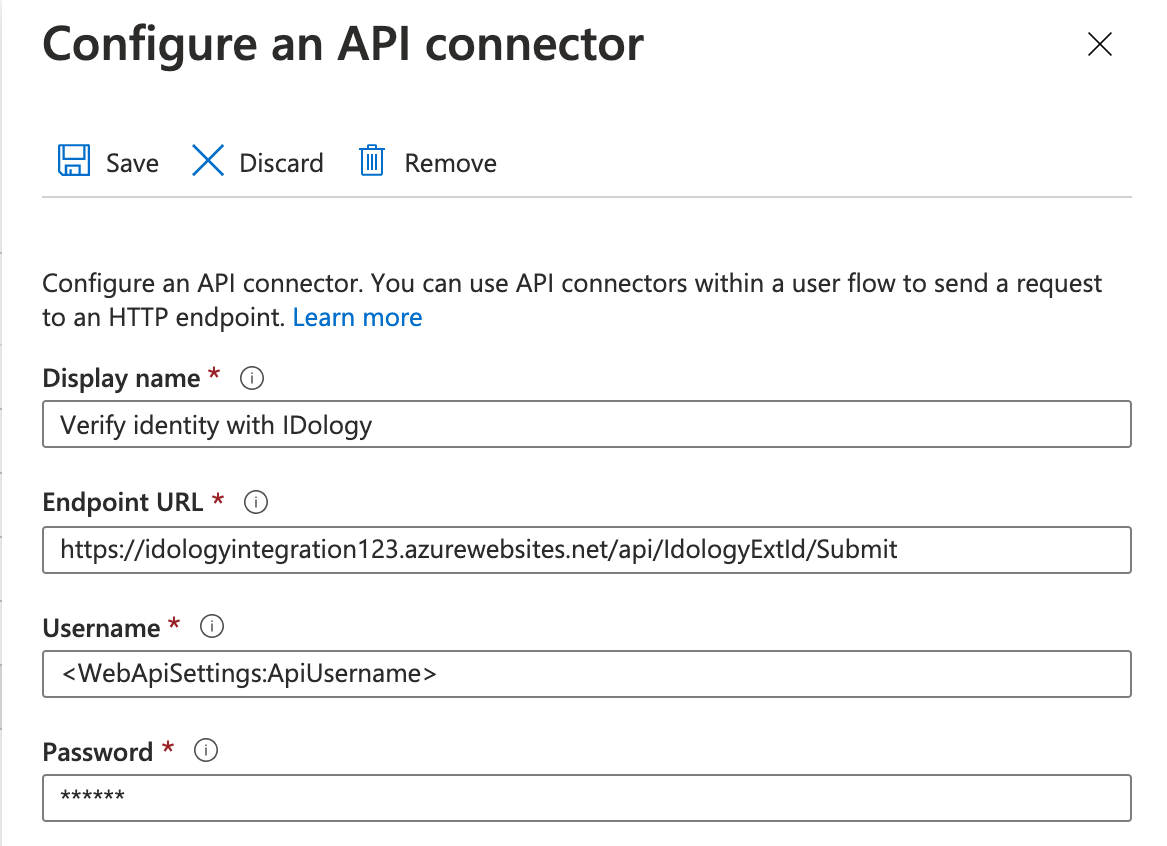 Configure an API connector
Save Discard Remove
Configure an API connector. You can use API connectors within a user flow to send a request
to an HTTP endpoint. Learn more
Display name *
Verify identity with IDology
Endpoint URL *
https://idologyintegration123.azurewebsites.net/api/IdologyExtId/Submit
Username *
<WebApiSettings:ApiUsername>
Password *
******